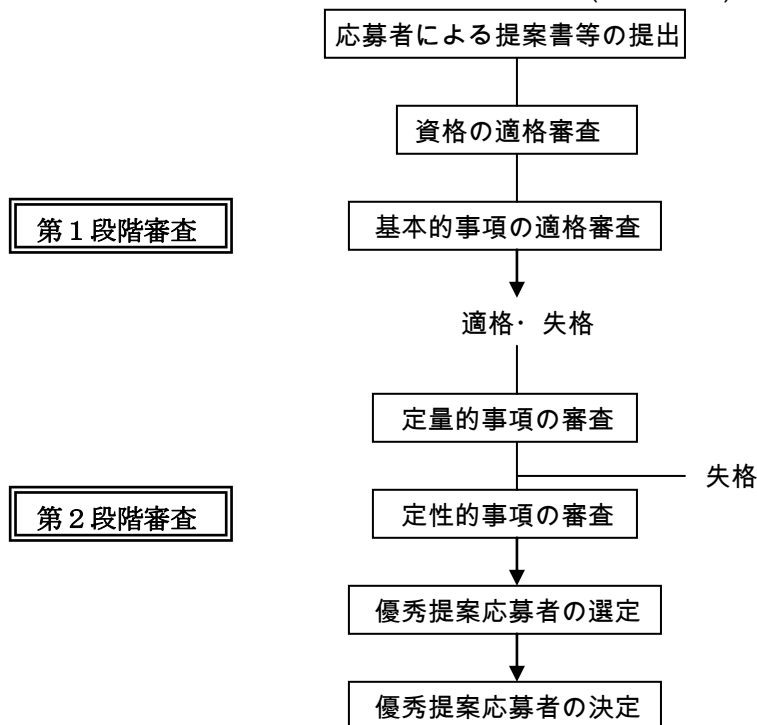 応募者による提案書等の提出
資格の適格審査
第１段階審査
基本的事項の適格審査
適格・ 失格
定量的事項の審査
失格
第２段階審査
定性的事項の審査
優秀提案応募者の選定
優秀提案応募者の決定